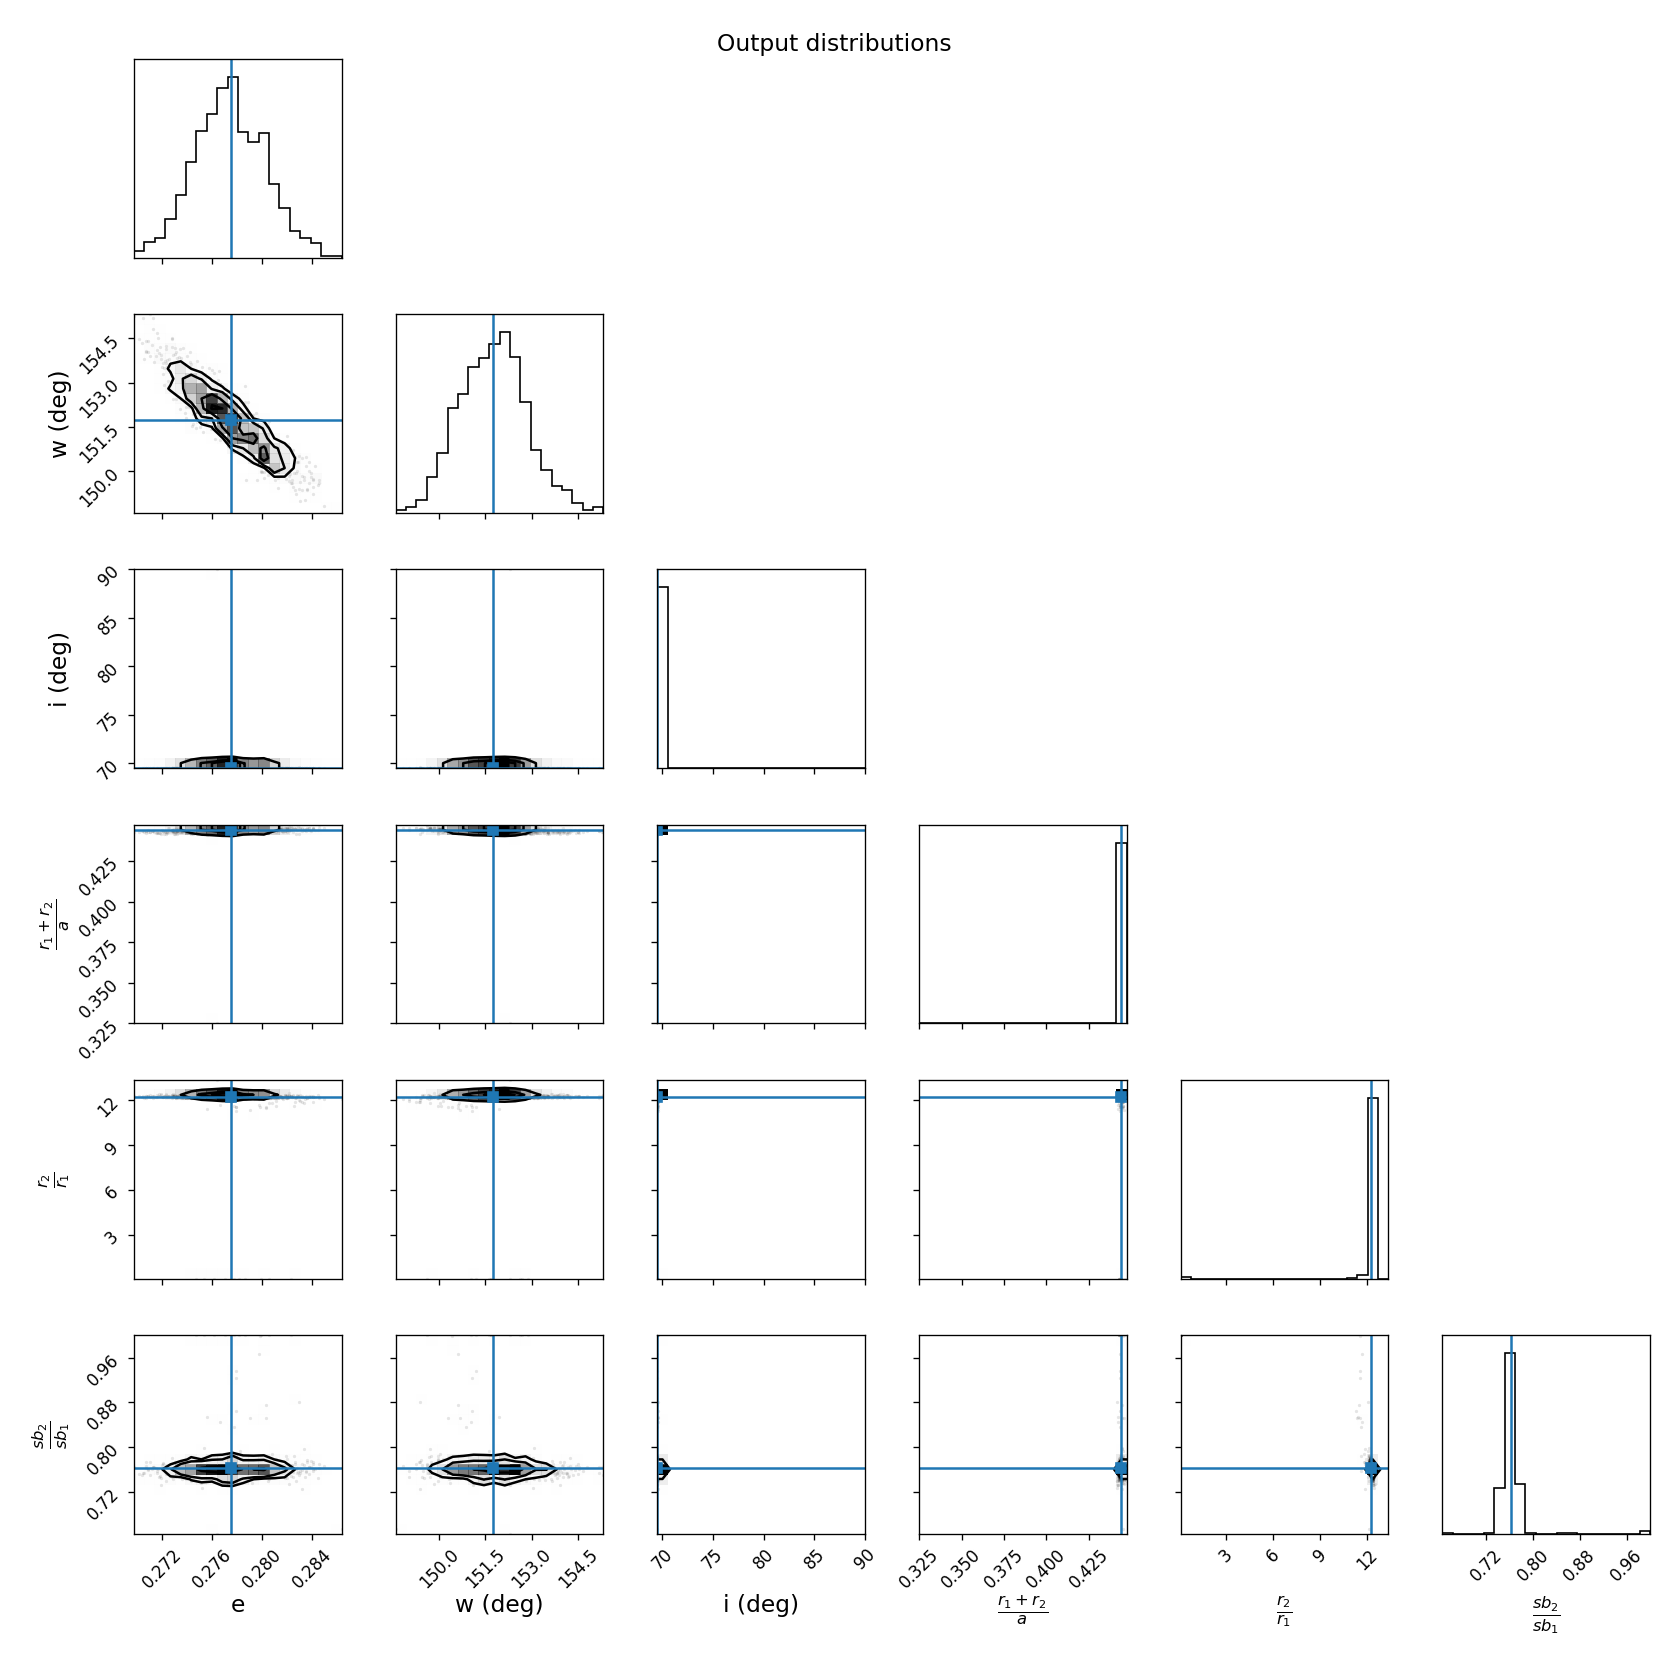 Output distributions
w (deg)
154.5
153.0
151.5
150.0
i (deg)
90
85
80
75
70
r₁ + r₂
a
0.425
0.400
0.375
0.350
0.325
r₂
r₁
12
9
6
3
sb₂
sb₁
0.96
0.88
0.80
0.72
0.272 0.276 0.280 0.284 150.0 151.5 153.0 154.5 70 75 80 85 90 0.325 0.350 0.375 0.400 0.425 3 6 9 12 0.72 0.80 0.88 0.96
e w (deg) i (deg)
r₁ + r₂ r₂ sb₂
a r₁ sb₁